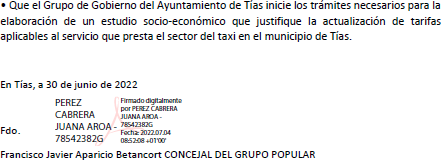 • Que el Grupo de Gobierno del Ayuntamiento de Tías inicie los trámites necesarios para la
elaboración de un estudio socio-económico que justifique la actualización de tarifas
aplicables al servicio que presta el sector del taxi en el municipio de Tías.
En Tías, a 30 de junio de 2022
Fdo.
PEREZ
CABRERA
JUANA AROA -
78542382G
Firmado digitalmente
por PEREZ CABRERA
JUANA AROA -
78542382G
Fecha: 2022.07.04
08:52:08 +01'00'
Francisco Javier Aparicio Betancort CONCEJAL DEL GRUPO POPULAR